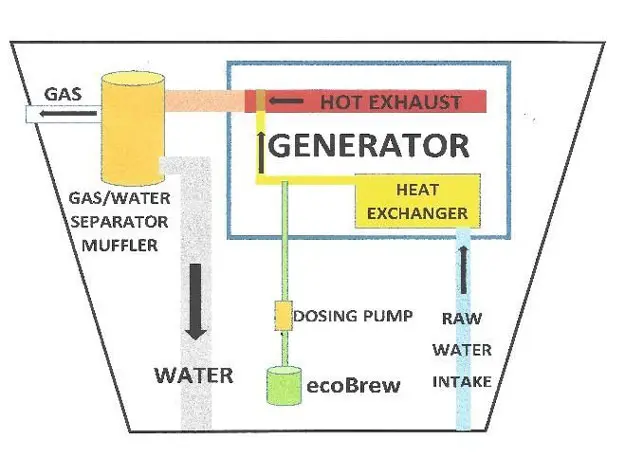 GAS
HOT EXHAUST
GENERATOR
GAS/WATER
SEPARATOR
MUFFLER
HEAT
EXCHANGER
DOSING PUMP
RAW
WATER
INTAKE
WATER
ecoBrew